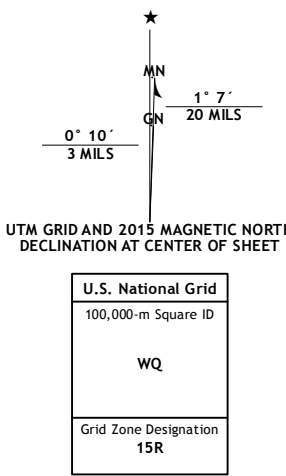 ★
MN
1° 7´
20 MILS
GN
0° 10´
3 MILS
UTM GRID AND 2015 MAGNETIC NORTH
DECLINATION AT CENTER OF SHEET
U.S. National Grid
100,000-m Square ID
WQ
Grid Zone Designation
15R